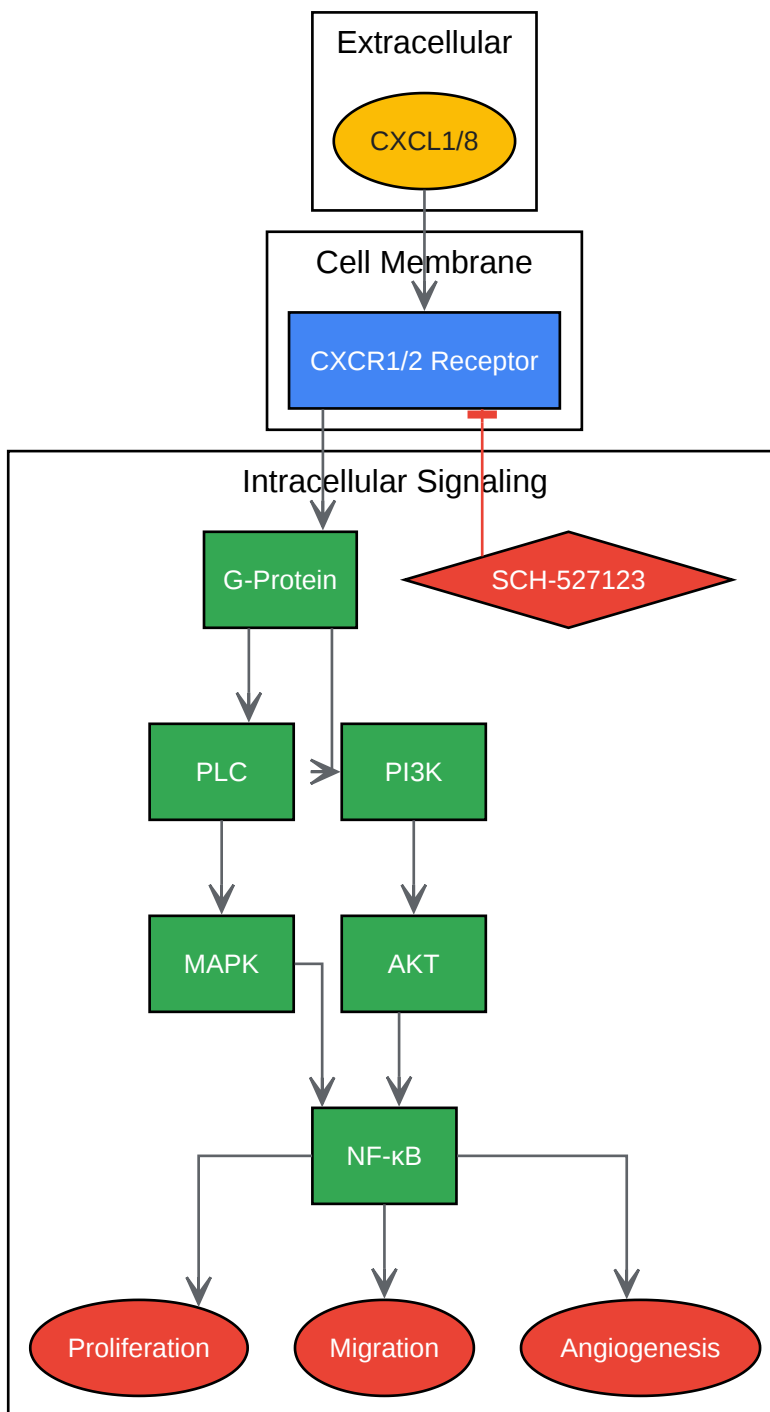 Extracellular
CXCL1/8
Cell Membrane
CXCR1/2 Receptor
Intracellular Signaling
G-Protein
SCH-527123
PLC
PI3K
MAPK
AKT
NF-κB
Proliferation
Migration
Angiogenesis